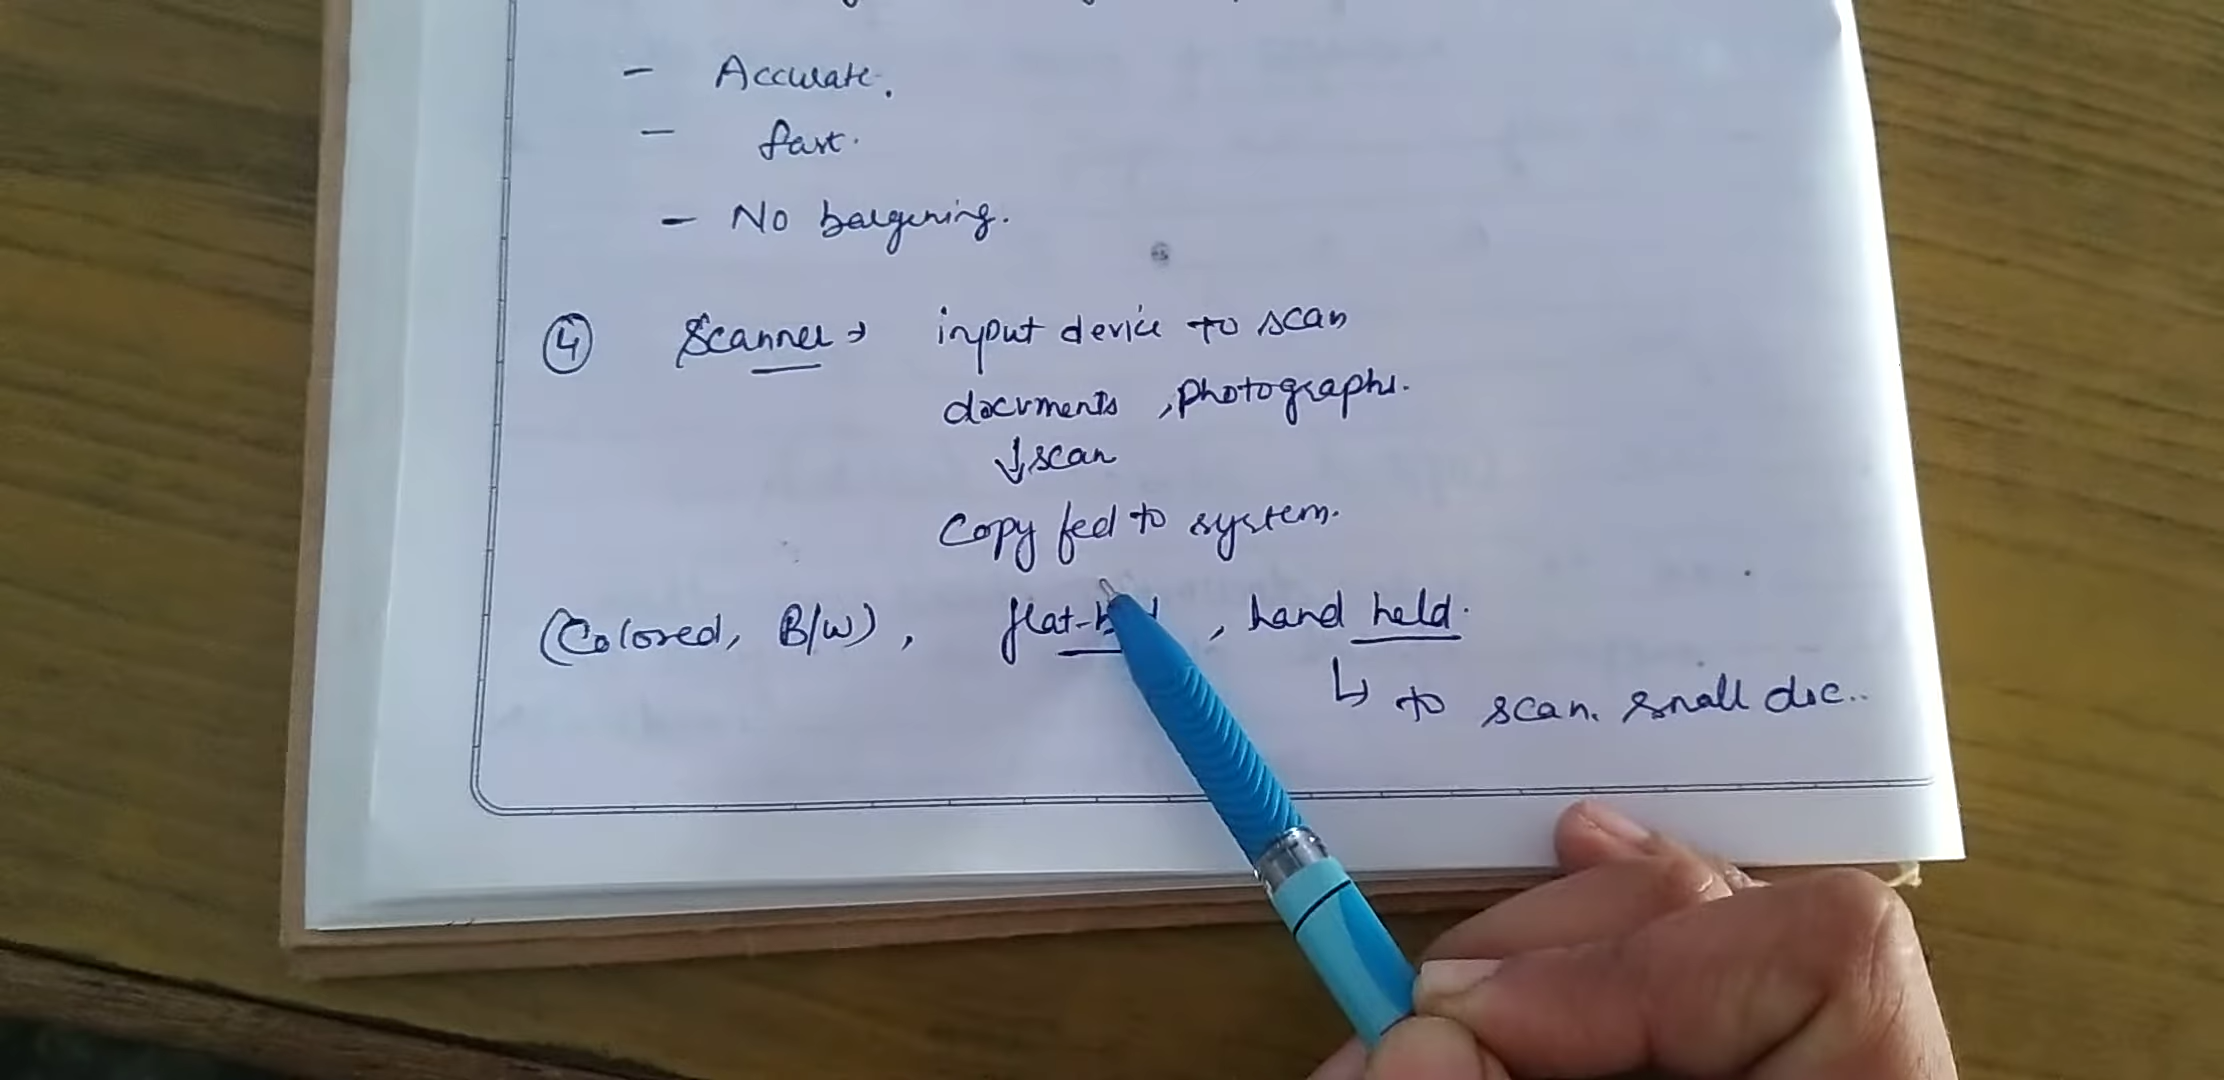 - Accurate.
- fast.
- No bargening.
④ Scanner → input device to scan
documents, photographs.
↓ scan
Copy fed to system.
(Colored, B/W), flat-bed, hand held.
↳ to scan. small doc..